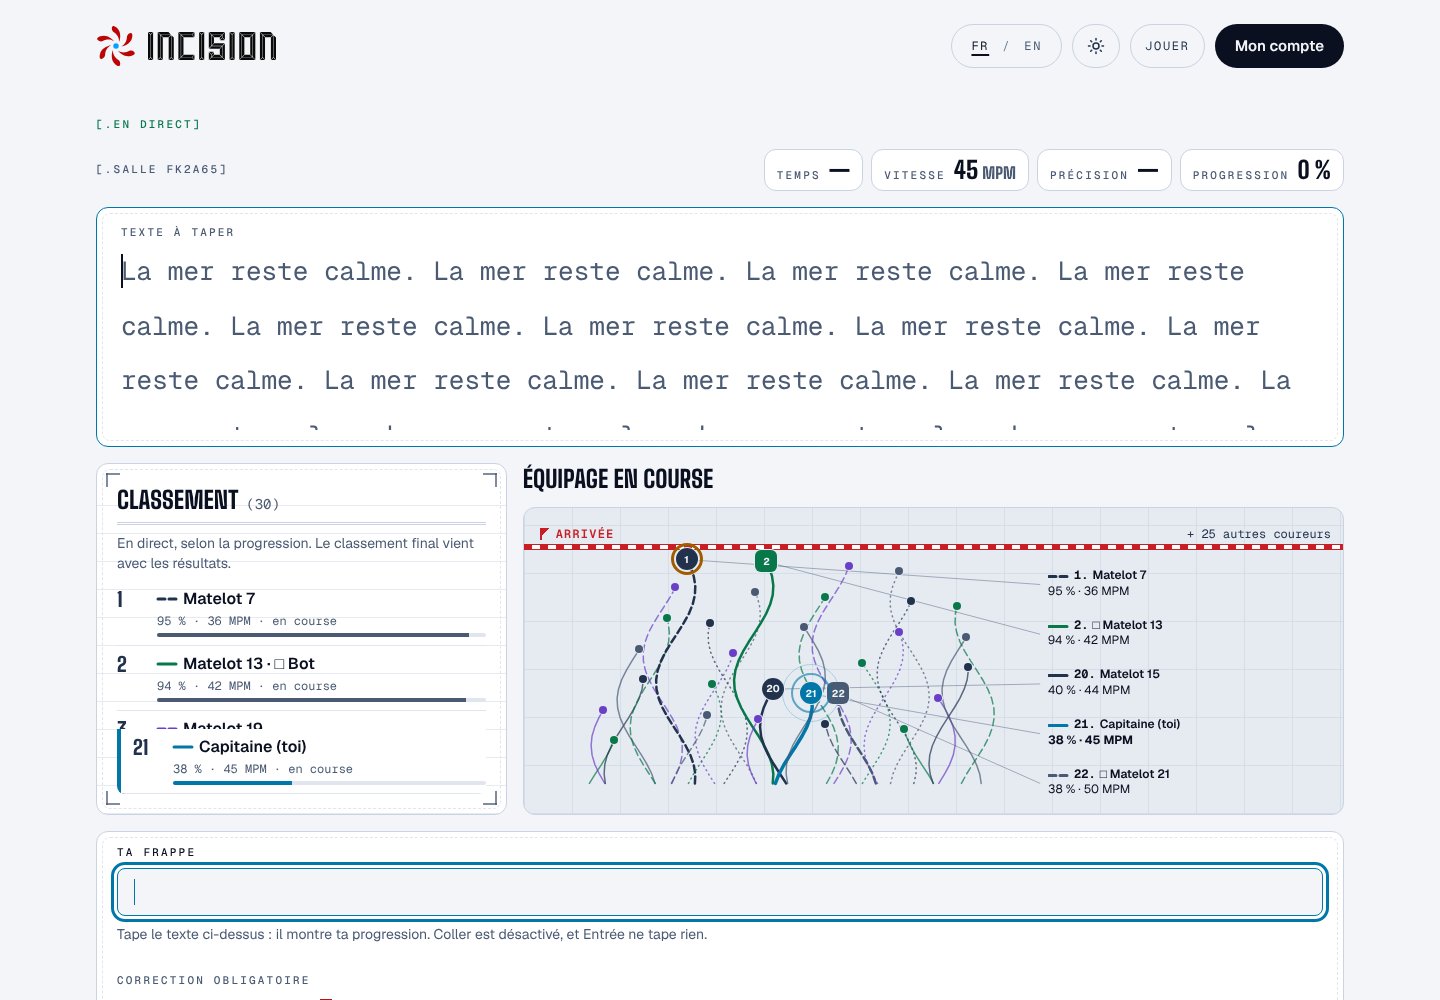 INCISION
FR / EN
JOUER
Mon compte
[.EN DIRECT]
[.SALLE FK2A65]
TEMPS —
VITESSE 45 MPM
PRÉCISION —
PROGRESSION 0 %
TEXTE À TAPER
La mer reste calme. La mer reste calme. La mer reste calme. La mer reste
calme. La mer reste calme. La mer reste calme. La mer reste calme. La mer
reste calme. La mer reste calme. La mer reste calme. La mer reste calme. La
CLASSEMENT (30)
En direct, selon la progression. Le classement final vient
avec les résultats.
1 Matelot 7
95 % · 36 MPM · en course
2 Matelot 13 · □ Bot
94 % · 42 MPM · en course
3 Matelot 19
21 Capitaine (toi)
38 % · 45 MPM · en course
ÉQUIPAGE EN COURSE
ARRIVÉE
+ 25 autres coureurs
1
2
20
21
22
1. Matelot 7
95 % · 36 MPM
2. □ Matelot 13
94 % · 42 MPM
20. Matelot 15
40 % · 44 MPM
21. Capitaine (toi)
38 % · 45 MPM
22. □ Matelot 21
38 % · 50 MPM
TA FRAPPE
Tape le texte ci-dessus : il montre ta progression. Coller est désactivé, et Entrée ne tape rien.
CORRECTION OBLIGATOIRE